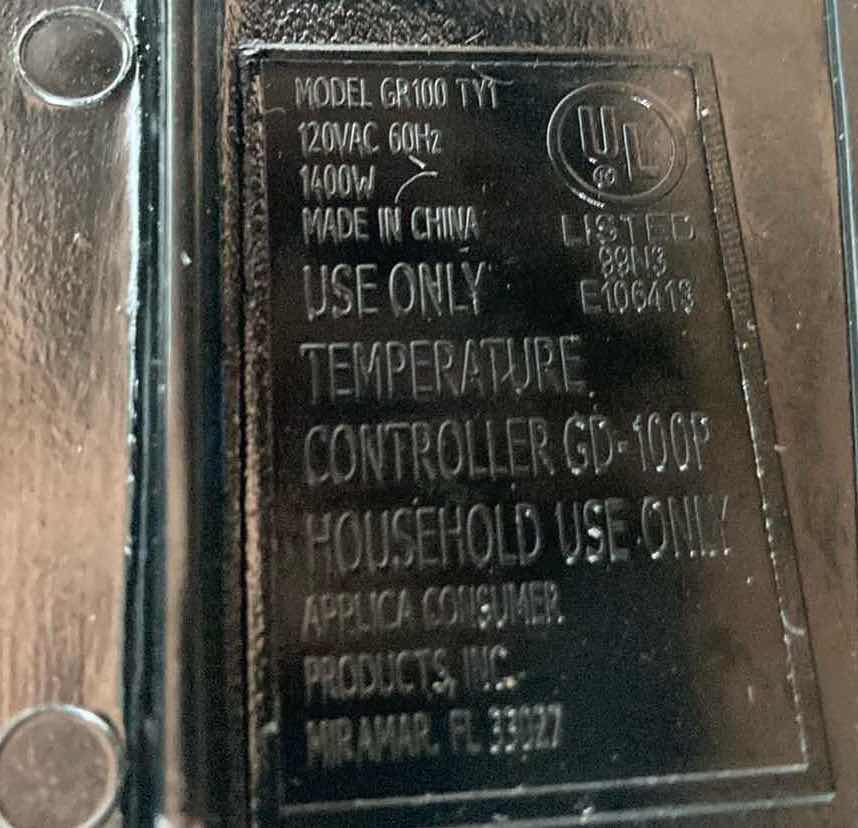 MODEL GR100 TY1
120VAC 60Hz
1400W
MADE IN CHINA
UL
LISTED
89N3
E106413
USE ONLY
TEMPERATURE
CONTROLLER GD-100P
HOUSEHOLD USE ONLY
APPLICA CONSUMER
PRODUCTS, INC.
MIRAMAR, FL 33027